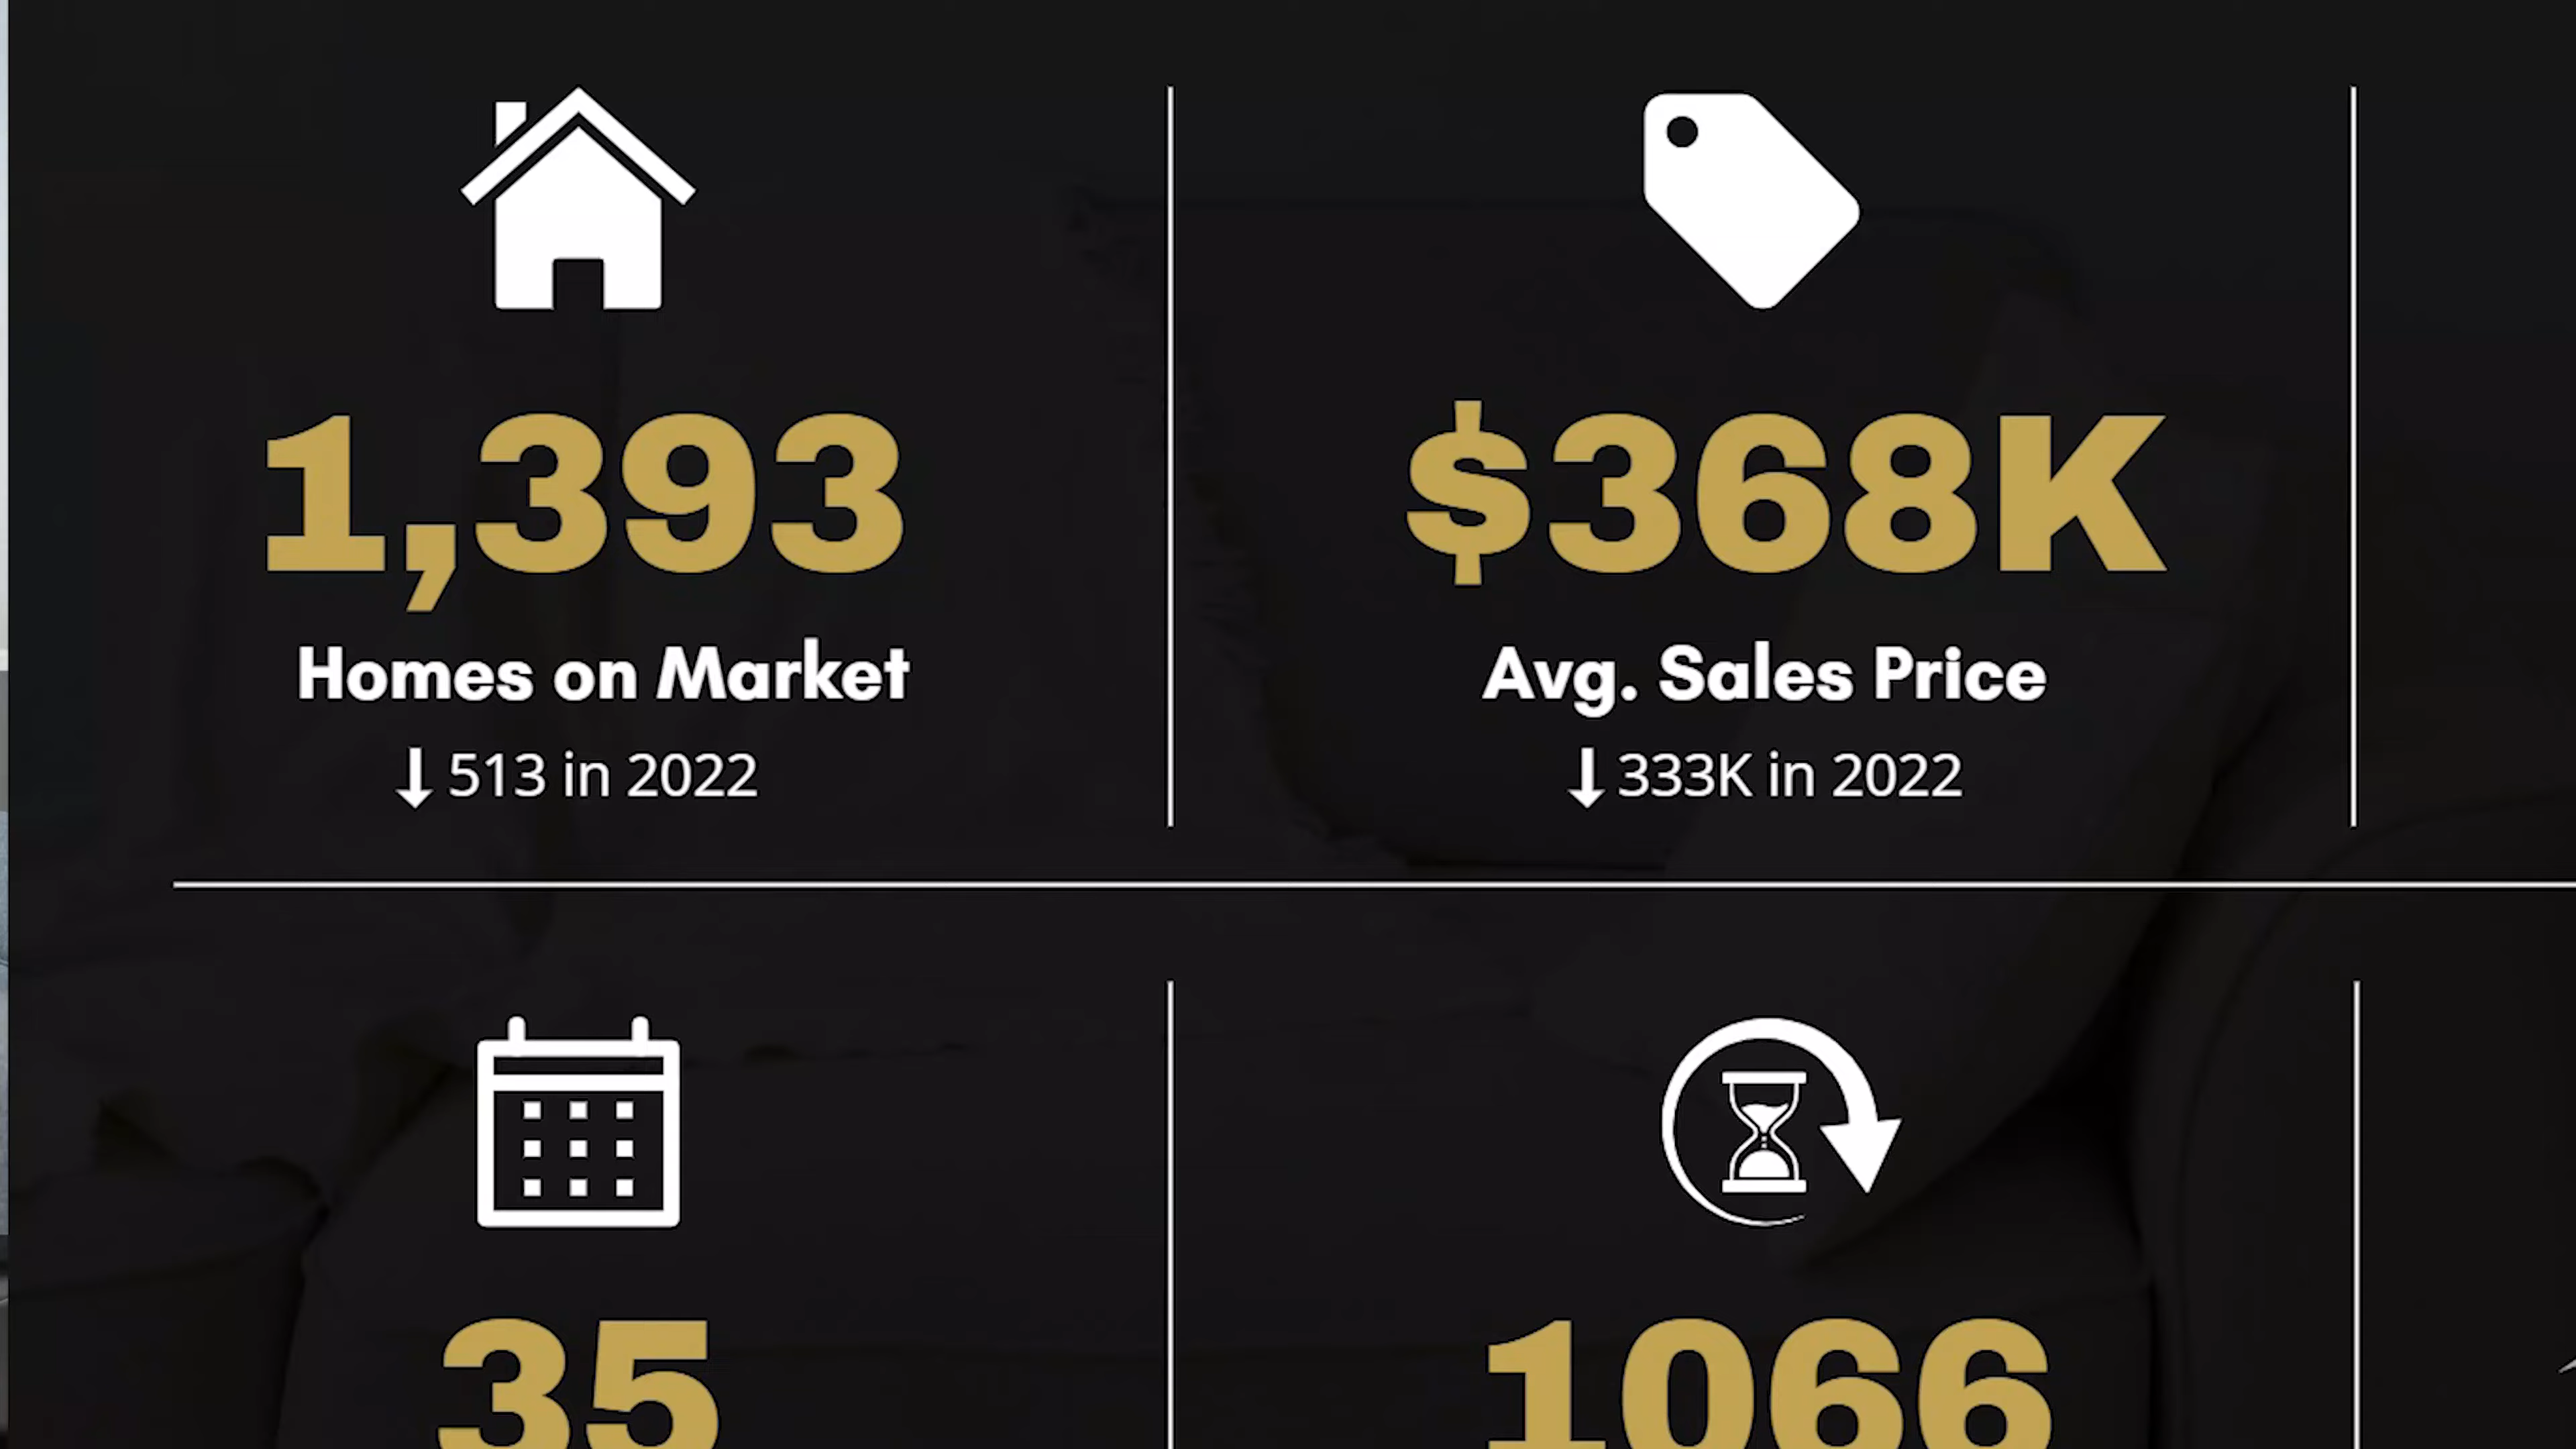 1,393
Homes on Market
↓ 513 in 2022
$368K
Avg. Sales Price
↓ 333K in 2022
35
1066